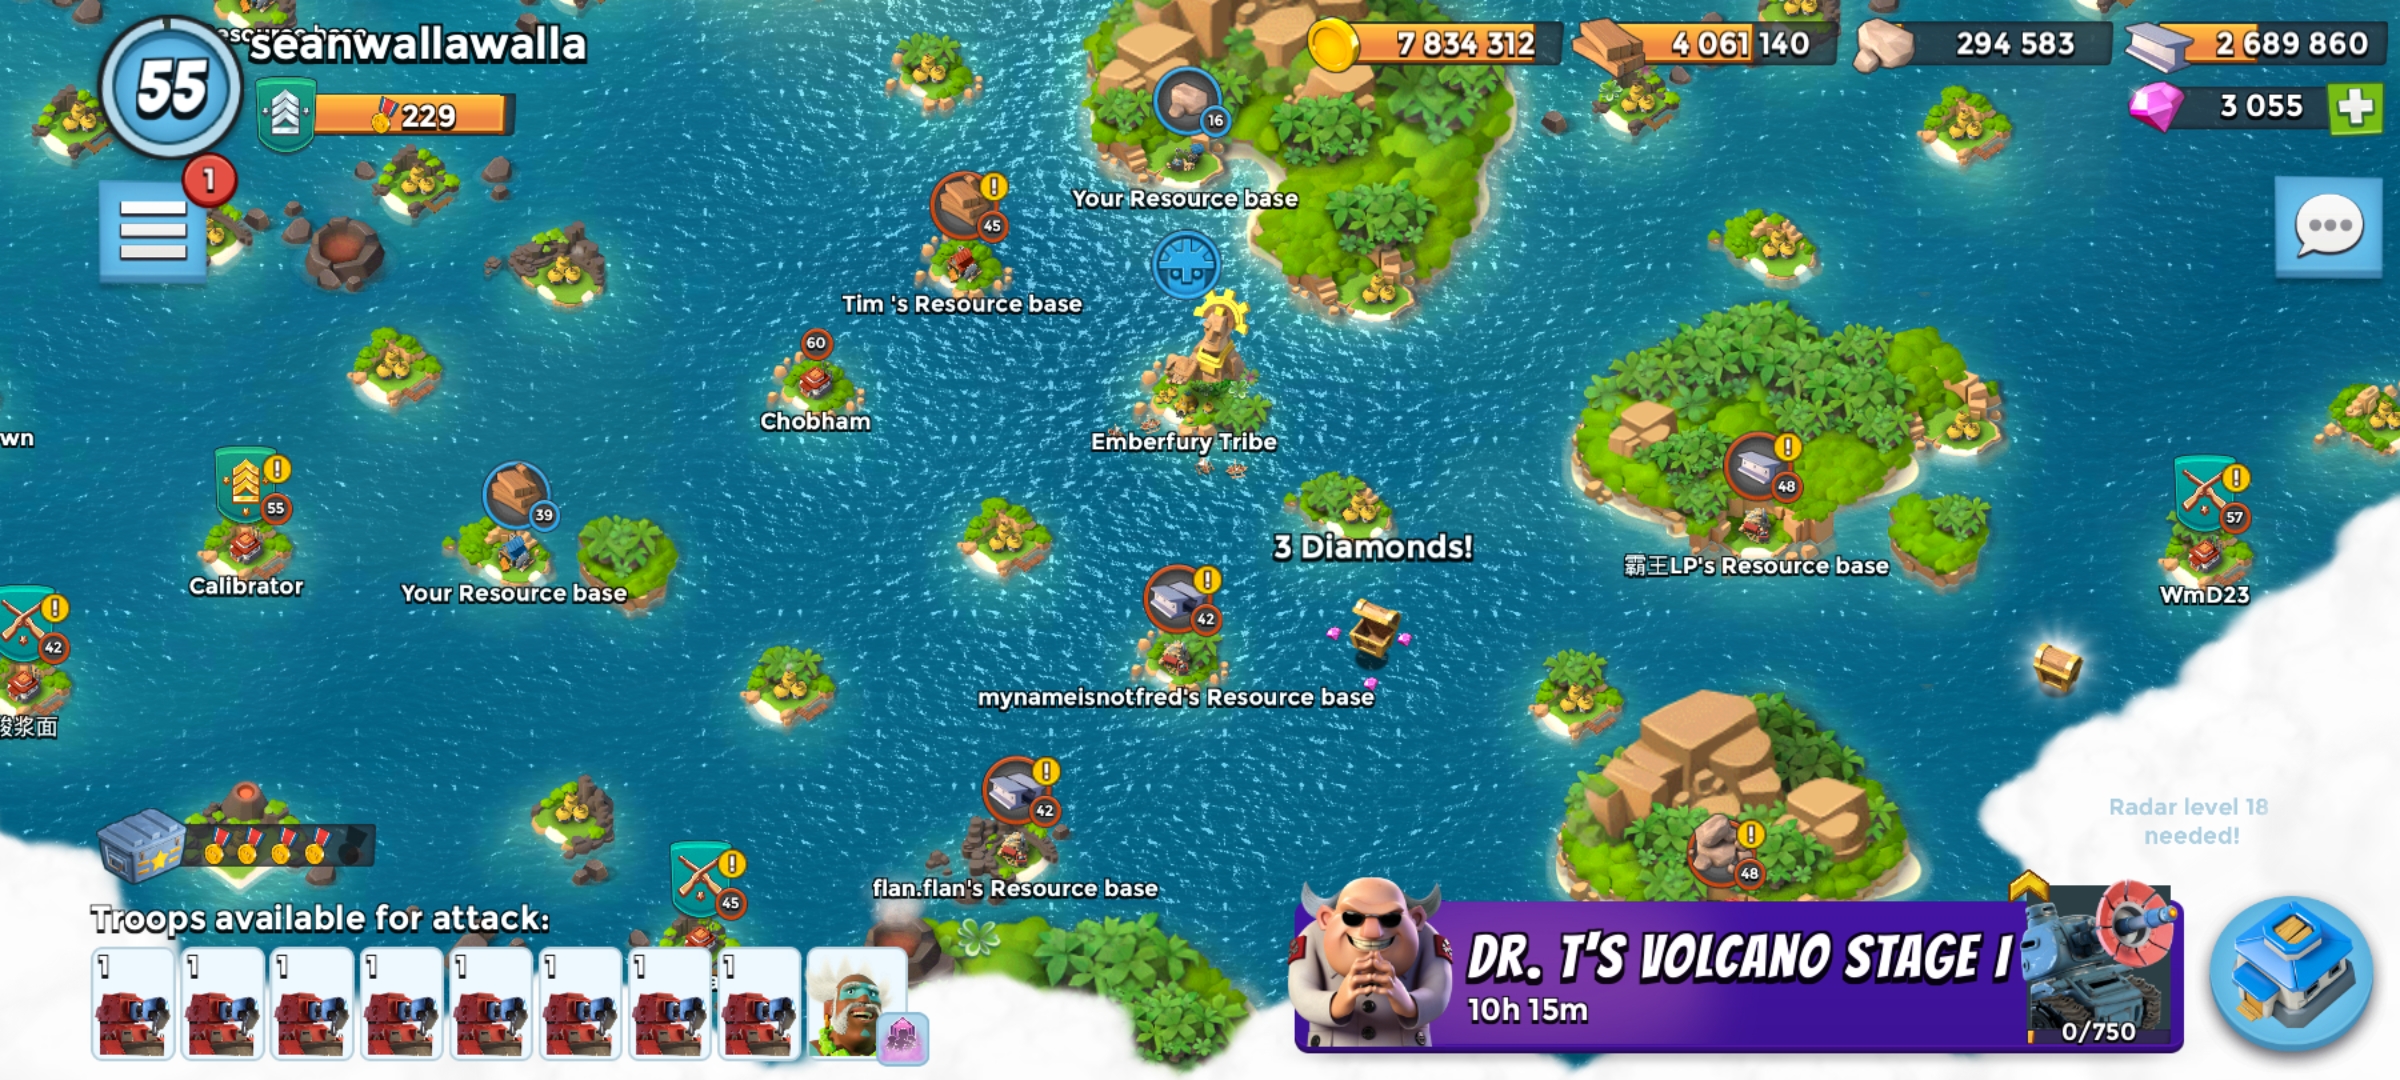 seanwallawalla
55
229
1
7 834 312
4 061 140
294 583
2 689 860
3 055
16
Your Resource base
45
Tim 's Resource base
60
Chobham
Emberfury Tribe
wn
55
Calibrator
39
Your Resource base
3 Diamonds!
48
霸王LP's Resource base
57
WmD23
42
42
mynameisnotfred's Resource base
浆面
42
flan.flan's Resource base
45
48
Radar level 18
needed!
Troops available for attack:
1 1 1 1 1 1 1 1
DR. T'S VOLCANO STAGE I
10h 15m
0/750